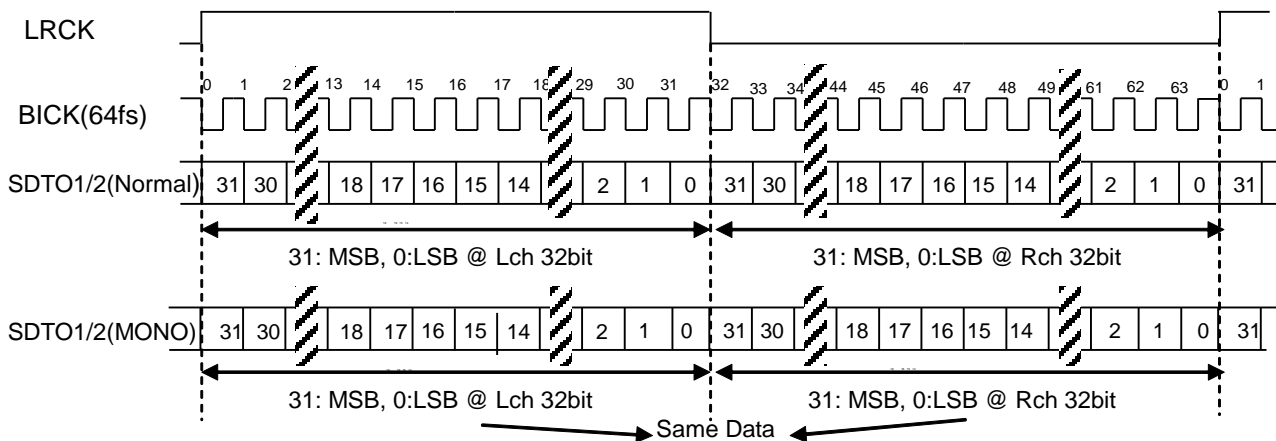 LRCK
0 1 2 13 14 15 16 17 18 29 30 31 32 33 34 44 45 46 47 48 49 61 62 63 0 1
BICK(64fs)
SDTO1/2(Normal) 31 30 18 17 16 15 14 2 1 0 31 30 18 17 16 15 14 2 1 0 31
31: MSB, 0:LSB @ Lch 32bit 31: MSB, 0:LSB @ Rch 32bit
SDTO1/2(MONO) 31 30 18 17 16 15 14 2 1 0 31 30 18 17 16 15 14 2 1 0 31
31: MSB, 0:LSB @ Lch 32bit 31: MSB, 0:LSB @ Rch 32bit
Same Data